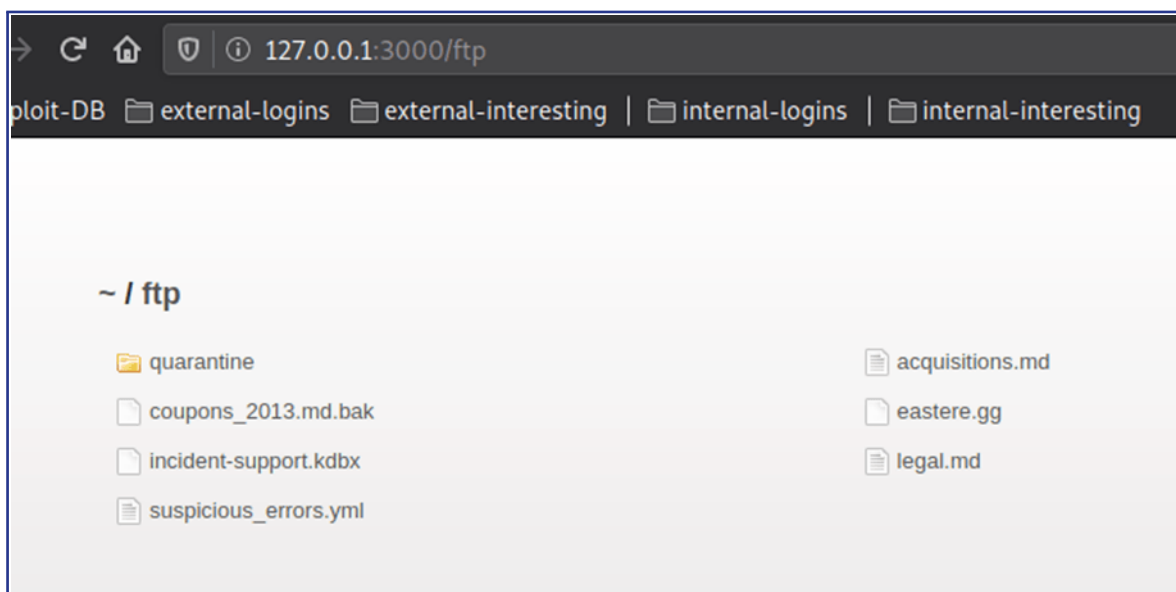 127.0.0.1:3000/ftp
ploit-DB external-logins external-interesting | internal-logins | internal-interesting
~ / ftp
quarantine acquisitions.md
coupons_2013.md.bak eastere.gg
incident-support.kdbx legal.md
suspicious_errors.yml